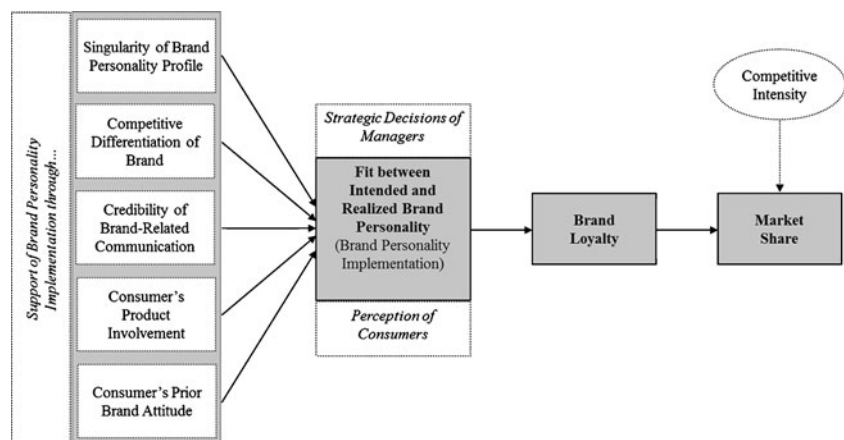 Support of Brand Personality
Implementation through...
Singularity of Brand
Personality Profile
Competitive
Differentiation of
Brand
Credibility of
Brand-Related
Communication
Consumer's
Product
Involvement
Consumer's Prior
Brand Attitude
Strategic Decisions of
Managers
Fit between
Intended and
Realized Brand
Personality
(Brand Personality
Implementation)
Perception of
Consumers
Brand
Loyalty
Competitive
Intensity
Market
Share